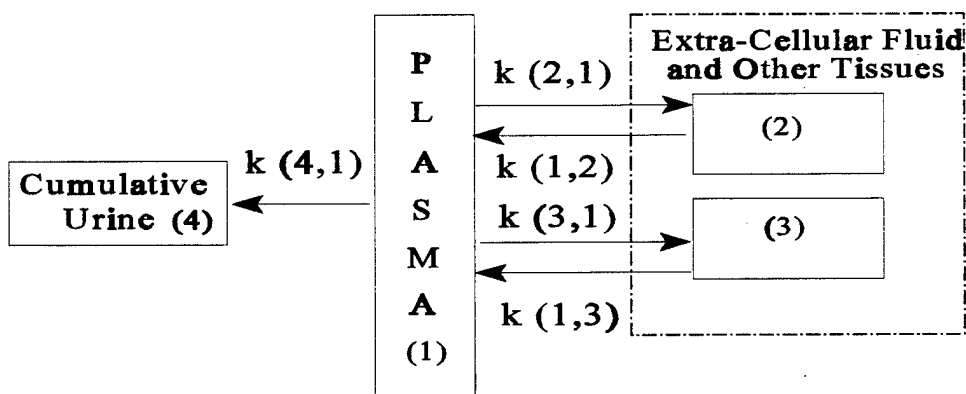 Cumulative
Urine (4)
k (4,1)
P
L
A
S
M
A
(1)
k (2,1)
k (1,2)
k (3,1)
k (1,3)
Extra-Cellular Fluid
and Other Tissues
(2)
(3)